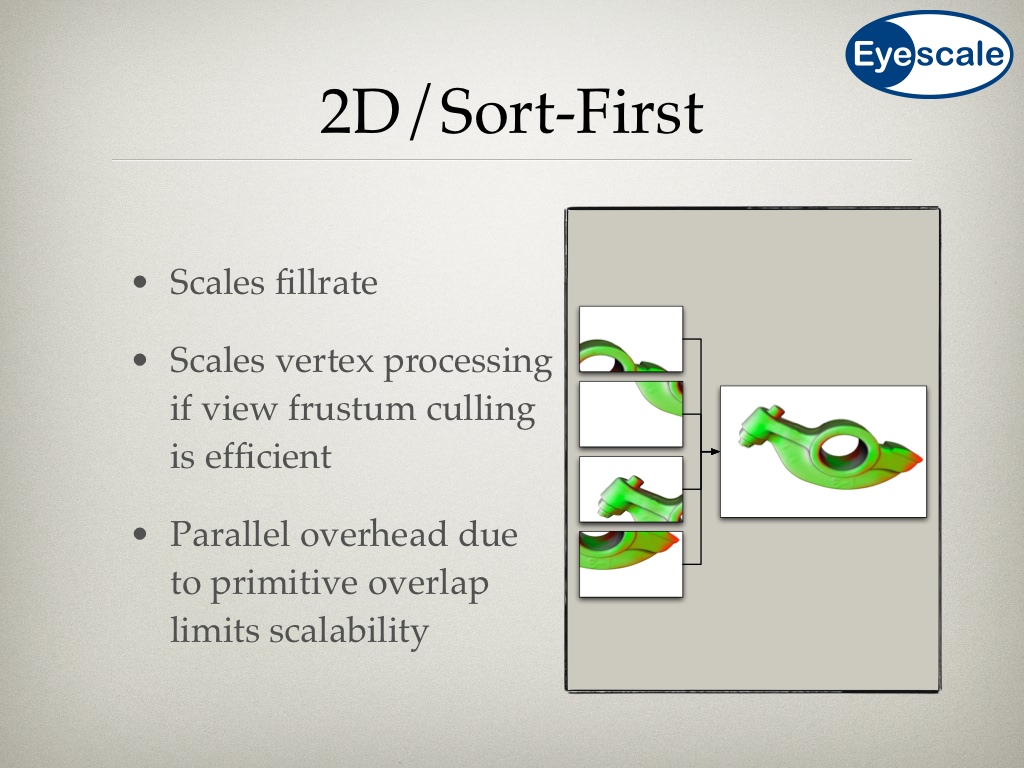 Eyescale
2D/Sort-First
• Scales fillrate
• Scales vertex processing
if view frustum culling
is efficient
• Parallel overhead due
to primitive overlap
limits scalability